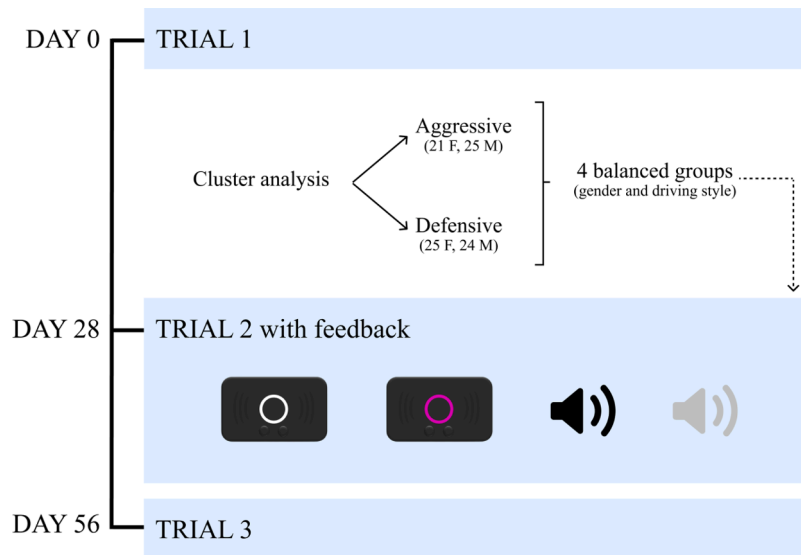 DAY 0
TRIAL 1
Cluster analysis
Aggressive
(21 F, 25 M)
Defensive
(25 F, 24 M)
4 balanced groups
(gender and driving style)
DAY 28
TRIAL 2 with feedback
DAY 56
TRIAL 3